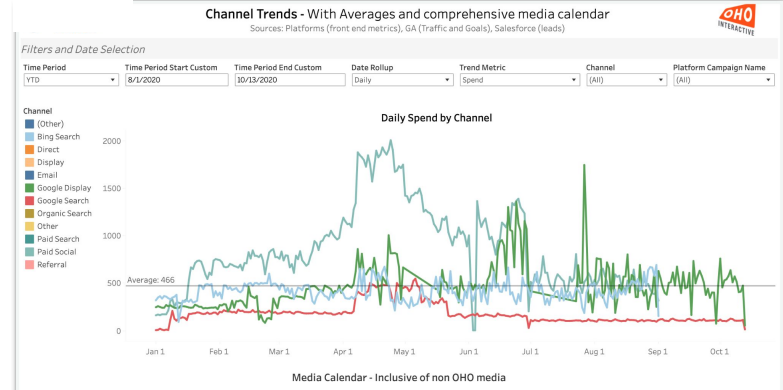 Channel Trends - With Averages and comprehensive media calendar
Sources: Platforms (front end metrics), GA (Traffic and Goals), Salesforce (leads)
OHO
INTERACTIVE
Filters and Date Selection
Time Period Time Period Start Custom Time Period End Custom Date Rollup Trend Metric Channel Platform Campaign Name
YTD 8/1/2020 10/13/2020 Daily Spend (All) (All)
Channel
(Other)
Bing Search
Direct
Display
Email
Google Display
Google Search
Organic Search
Other
Paid Search
Paid Social
Referral
Daily Spend by Channel
2000
1500
1000
500
0
Average: 466
Jan 1 Feb 1 Mar 1 Apr 1 May 1 Jun 1 Jul 1 Aug 1 Sep 1 Oct 1
Media Calendar - Inclusive of non OHO media